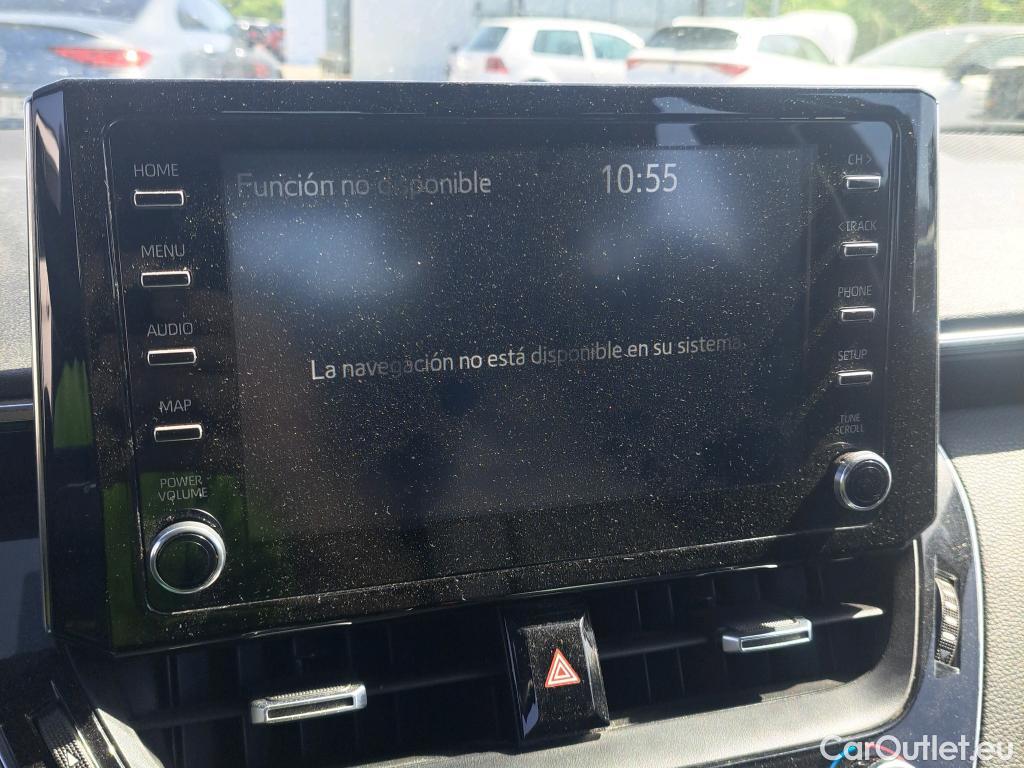 HOME
MENU
AUDIO
MAP
POWER
VOLUME
Función no disponible
10:55
La navegación no está disponible en su sistema.
CH >
< TRACK
PHONE
SETUP
TUNE
SCROLL
CarOutlet.eu